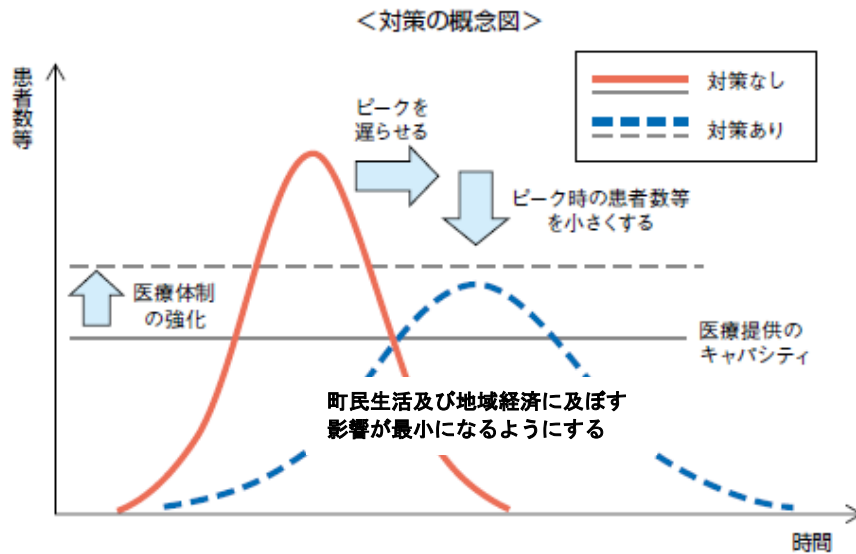 ＜対策の概念図＞
患者数等
対策なし
対策あり
ピークを
遅らせる
ピーク時の患者数等
を小さくする
医療体制
の強化
医療提供の
キャパシティ
町民生活及び地域経済に及ぼす
影響が最小になるようにする
時間